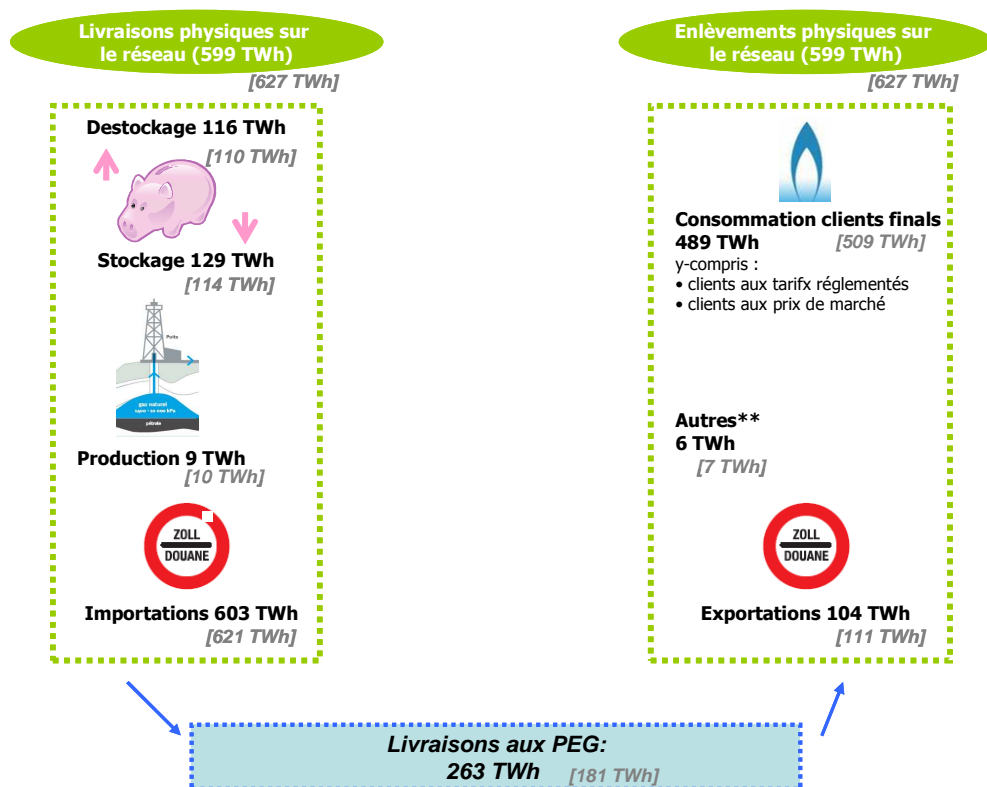 Livraisons physiques sur
le réseau (599 TWh)
[627 TWh]
Destockage 116 TWh
[110 TWh]
Stockage 129 TWh
[114 TWh]
Puits
gaz naturel
pétrole
Production 9 TWh
[10 TWh]
ZOLL
DOUANE
Importations 603 TWh
[621 TWh]
Enlèvements physiques sur
le réseau (599 TWh)
[627 TWh]
Consommation clients finals
489 TWh [509 TWh]
y-compris :
• clients aux tarifx réglementés
• clients aux prix de marché
Autres**
6 TWh
[7 TWh]
ZOLL
DOUANE
Exportations 104 TWh
[111 TWh]
Livraisons aux PEG:
263 TWh [181 TWh]